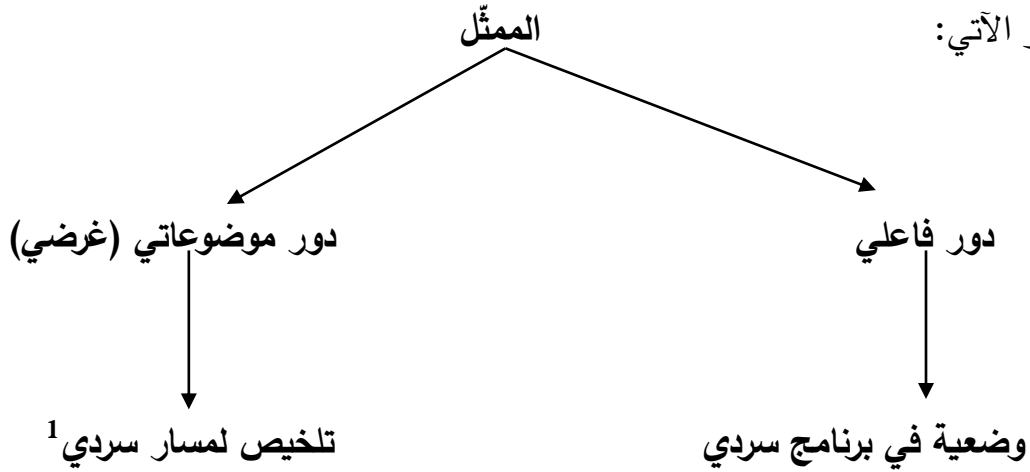 الآتي:
الممثّل
دور فاعلي
دور موضوعاتي (غرضي)
وضعية في برنامج سردي
تلخيص لمسار سردي1